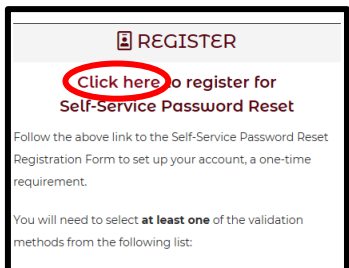 REGISTER
Click here to register for
Self-Service Password Reset
Follow the above link to the Self-Service Password Reset
Registration Form to set up your account, a one-time
requirement.
You will need to select at least one of the validation
methods from the following list: